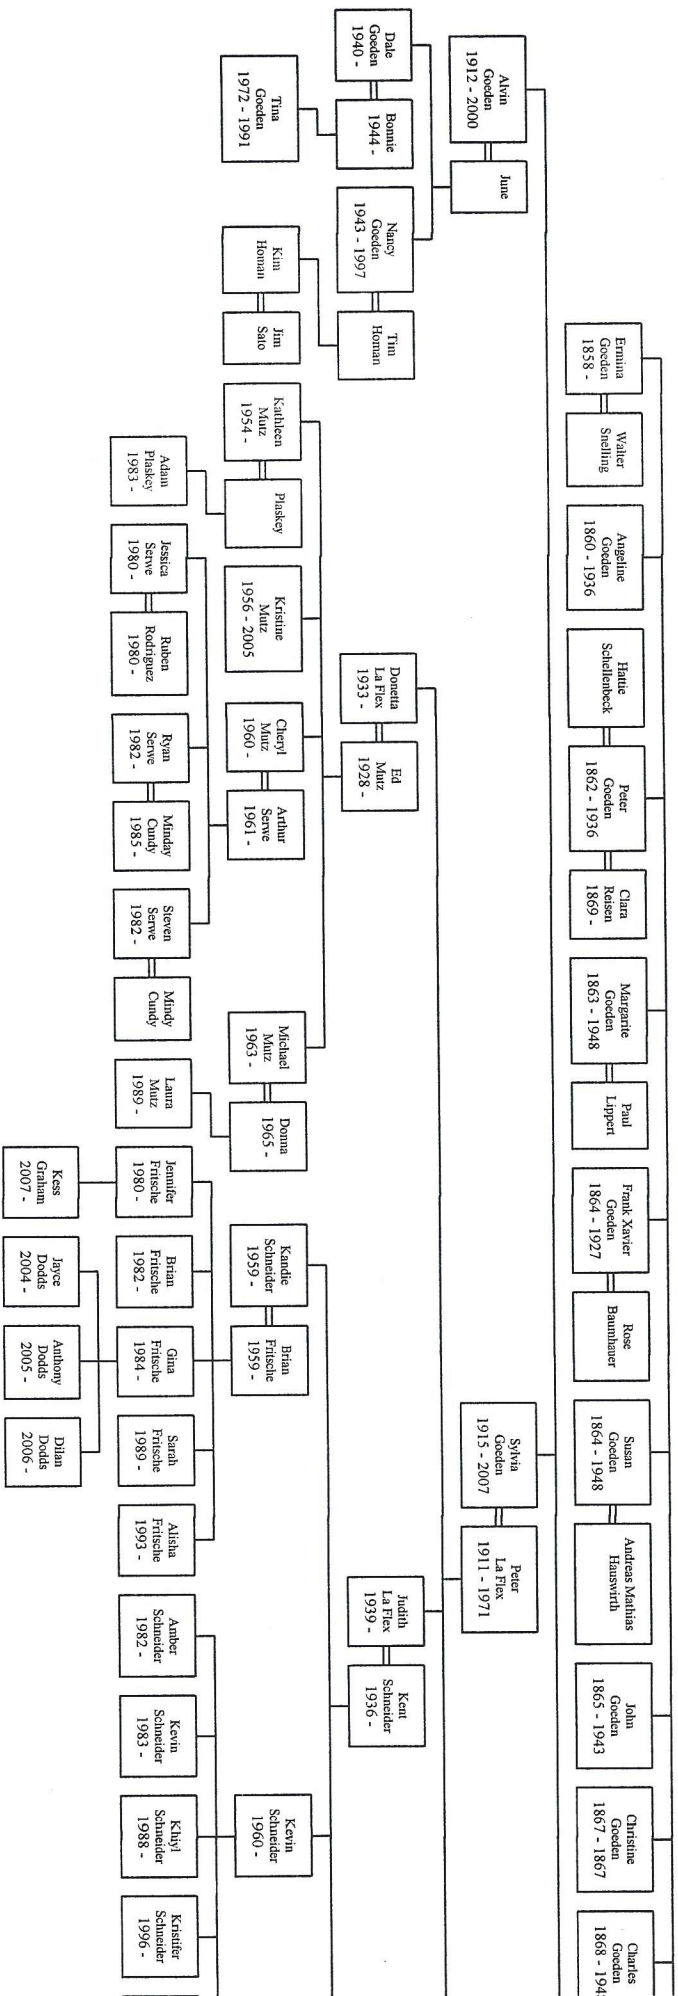 Ermina
Goeden
1858 -
Walter
Snelling
Angeline
Goeden
1860 - 1936
Hattie
Schellenbeck
Peter
Goeden
1862 - 1936
Clara
Reisen
1869 -
Margarite
Goeden
1863 - 1948
Paul
Lippert
Frank Xavier
Goeden
1864 - 1927
Rose
Baumhauer
Susan
Goeden
1864 - 1948
Andreas Mathias
Hauswirth
John
Goeden
1865 - 1943
Christine
Goeden
1867 - 1867
Charles
Goeden
1868 - 194
Alvin
Goeden
1912 - 2000
June
Sylvia
Goeden
1915 - 2007
Peter
La Flex
1911 - 1971
Dale
Goeden
1940 -
Bonnie
1944 -
Nancy
Goeden
1943 - 1997
Tim
Homan
Donetta
La Flex
1933 -
Ed
Mutz
1928 -
Judith
La Flex
1939 -
Kent
Schneider
1936 -
Tina
Goeden
1972 - 1991
Kim
Homan
Jim
Sato
Kathleen
Mutz
1954 -
Plaskey
Kristine
Mutz
1956 - 2005
Cheryl
Mutz
1960 -
Arthur
Serwe
1961 -
Michael
Mutz
1963 -
Donna
1965 -
Kandie
Schneider
1959 -
Brian
Fritsche
1959 -
Kevin
Schneider
1960 -
Adam
Plaskey
1983 -
Jessica
Serwe
1980 -
Ruben
Rodriguez
1980 -
Ryan
Serwe
1982 -
Minday
Cundy
1985 -
Steven
Serwe
1982 -
Mindy
Cundy
Laura
Mutz
1989 -
Jennifer
Fritsche
1980 -
Brian
Fritsche
1982 -
Gina
Fritsche
1984 -
Sarah
Fritsche
1989 -
Alisha
Fritsche
1993 -
Amber
Schneider
1982 -
Kevin
Schneider
1983 -
Khiyl
Schneider
1988 -
Kristifer
Schneider
1996 -
Kess
Graham
2007 -
Jayce
Dodds
2004 -
Anthony
Dodds
2005 -
Dilan
Dodds
2006 -